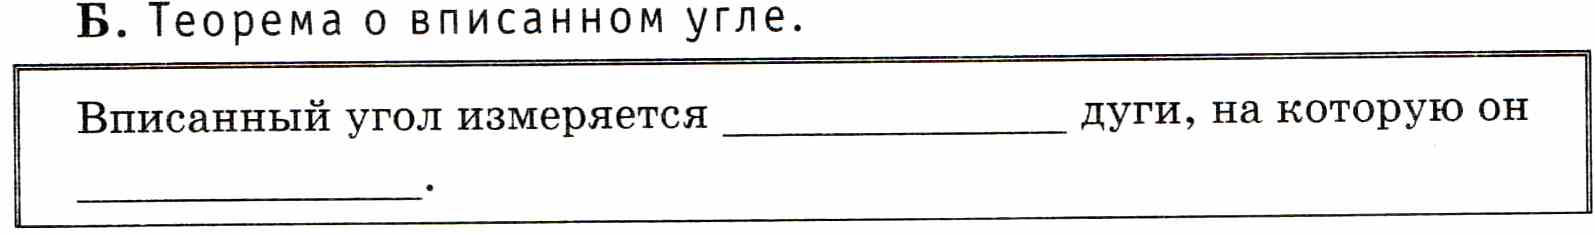 Б. Теорема о вписанном угле.
Вписанный угол измеряется ______________ дуги, на которую он
______________.